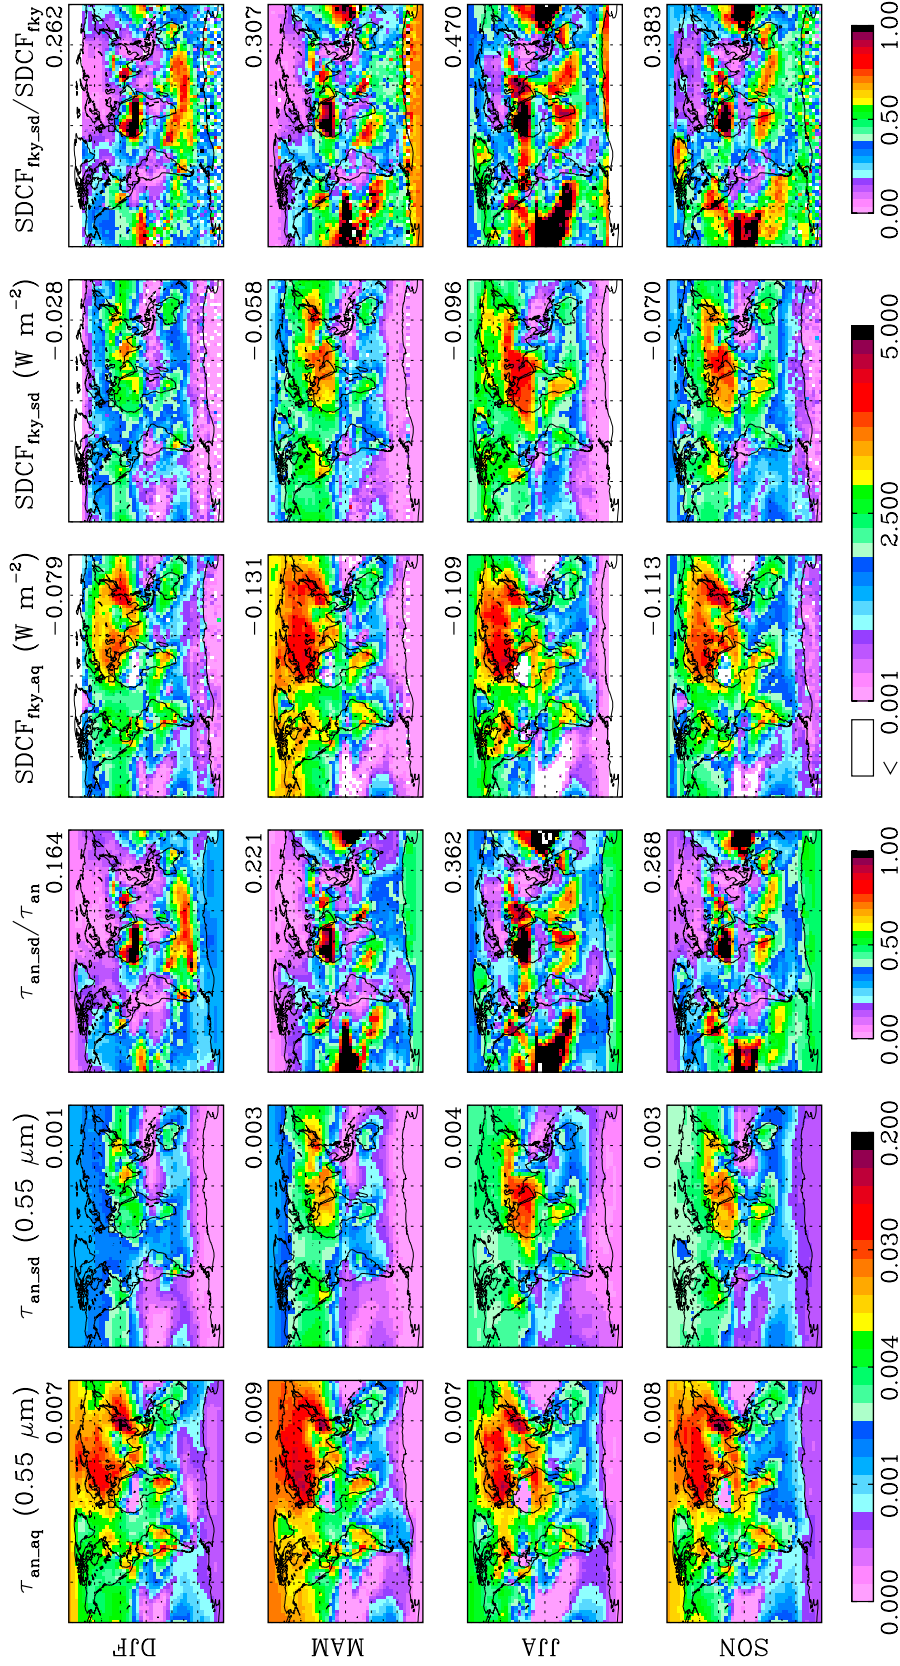 τan_aq (0.55 μm)
τan_sd (0.55 μm)
τan_sd/τan
SDCFfky_aq (W m−2)
SDCFfky_sd (W m−2)
SDCFfky_sd/SDCFfky
DJF
0.007
0.001
0.164
−0.079
−0.028
0.262
MAM
0.009
0.003
0.221
−0.131
−0.058
0.307
JJA
0.007
0.004
0.362
−0.109
−0.096
0.470
SON
0.008
0.003
0.268
−0.113
−0.070
0.383
0.000 0.001 0.004 0.030 0.200
0.00 0.50 1.00
< 0.001 2.500 5.000
0.00 0.50 1.00